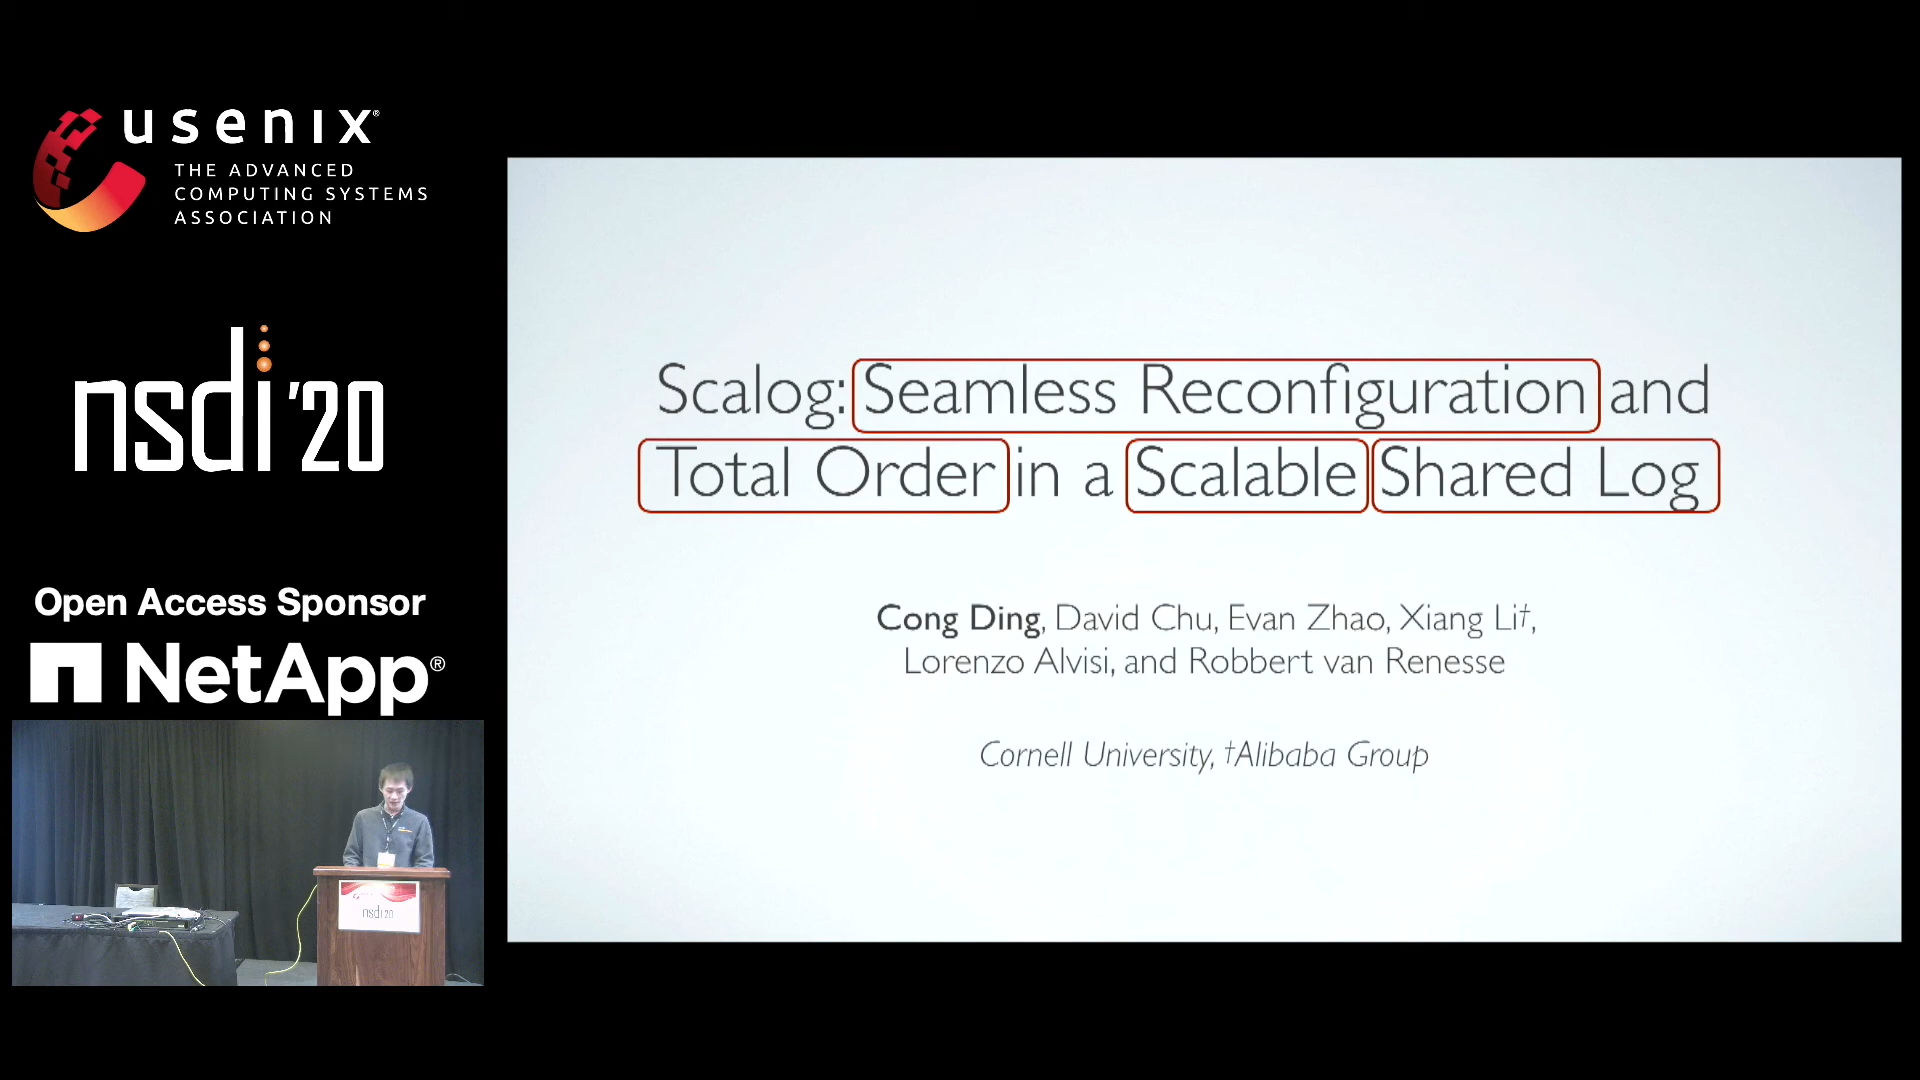 usenix®
THE ADVANCED
COMPUTING SYSTEMS
ASSOCIATION
nsdi '20
Open Access Sponsor
NetApp®
nsdi 20
Scalog: Seamless Reconfiguration and
Total Order in a Scalable Shared Log
Cong Ding, David Chu, Evan Zhao, Xiang Li†,
Lorenzo Alvisi, and Robbert van Renesse
Cornell University, †Alibaba Group